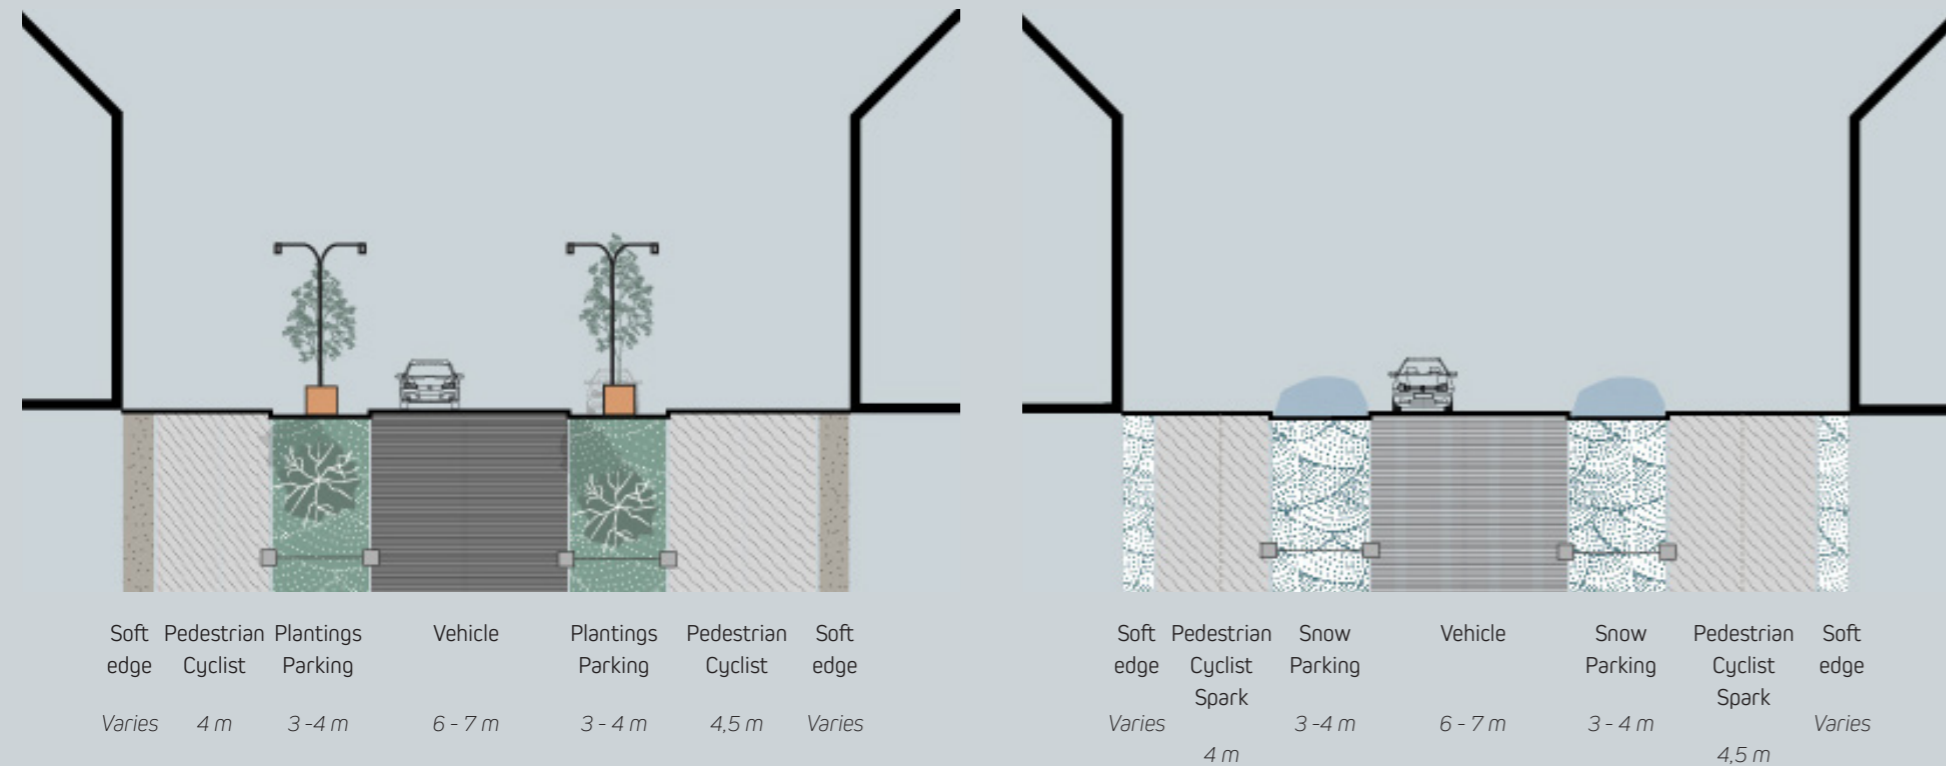 Soft Pedestrian Plantings Vehicle Plantings Pedestrian Soft
edge Cyclist Parking Parking Cyclist edge
Varies 4 m 3 -4 m 6 - 7 m 3 - 4 m 4,5 m Varies
Soft Pedestrian Snow Vehicle Snow Pedestrian Soft
edge Cyclist Parking Parking Cyclist edge
Spark Spark
Varies 3 -4 m 6 - 7 m 3 - 4 m Varies
4 m 4,5 m